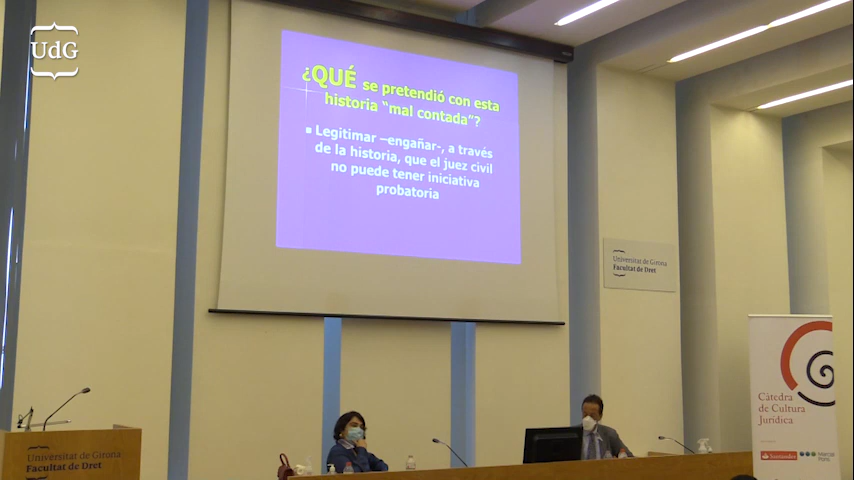 UdG
¿QUÉ se pretendió con esta
historia "mal contada"?
Legitimar –engañar-, a través
de la historia, que el juez civil
no puede tener iniciativa
probatoria
Universitat de Girona
Facultat de Dret
Càtedra
de Cultura
Jurídica
Santander
Universitat de Girona
Facultat de Dret